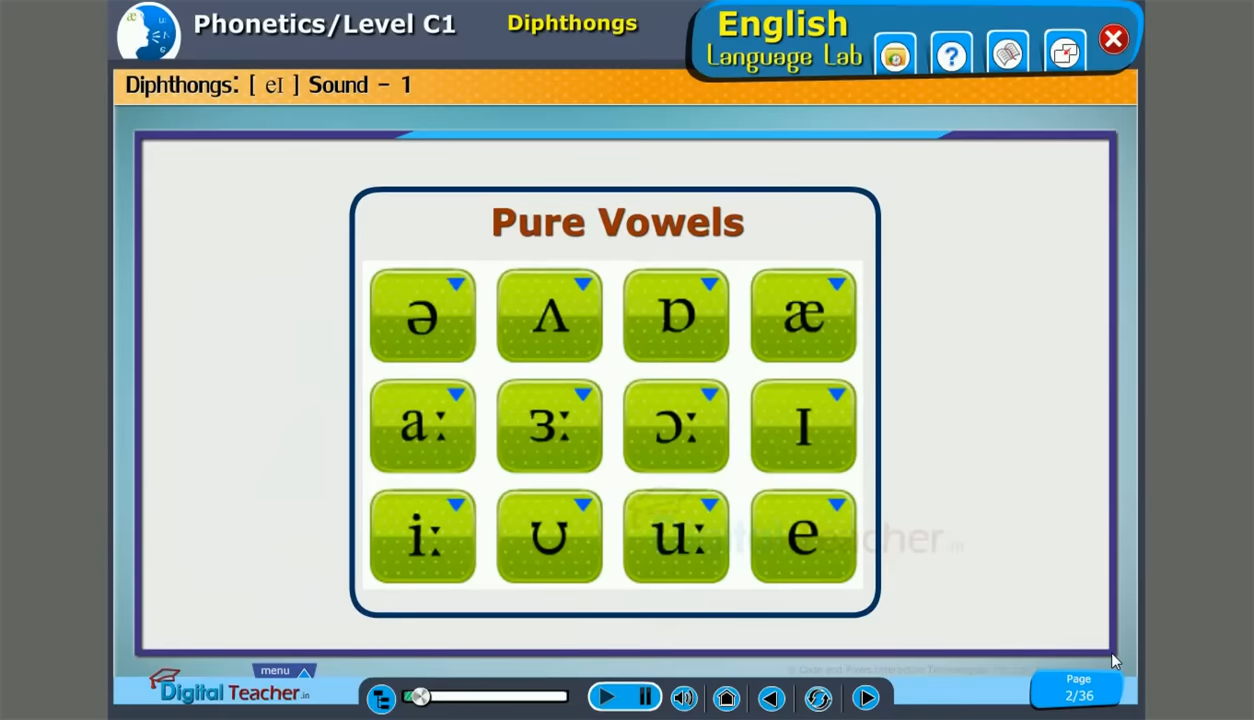 Phonetics/Level C1
Diphthongs
English
Language Lab
Diphthongs: [ eɪ ] Sound - 1
Pure Vowels
ə ʌ ɒ æ
a: ɜ: ɔ: ɪ
i: ʊ u: e
menu
Digital Teacher.in
Page
2/36